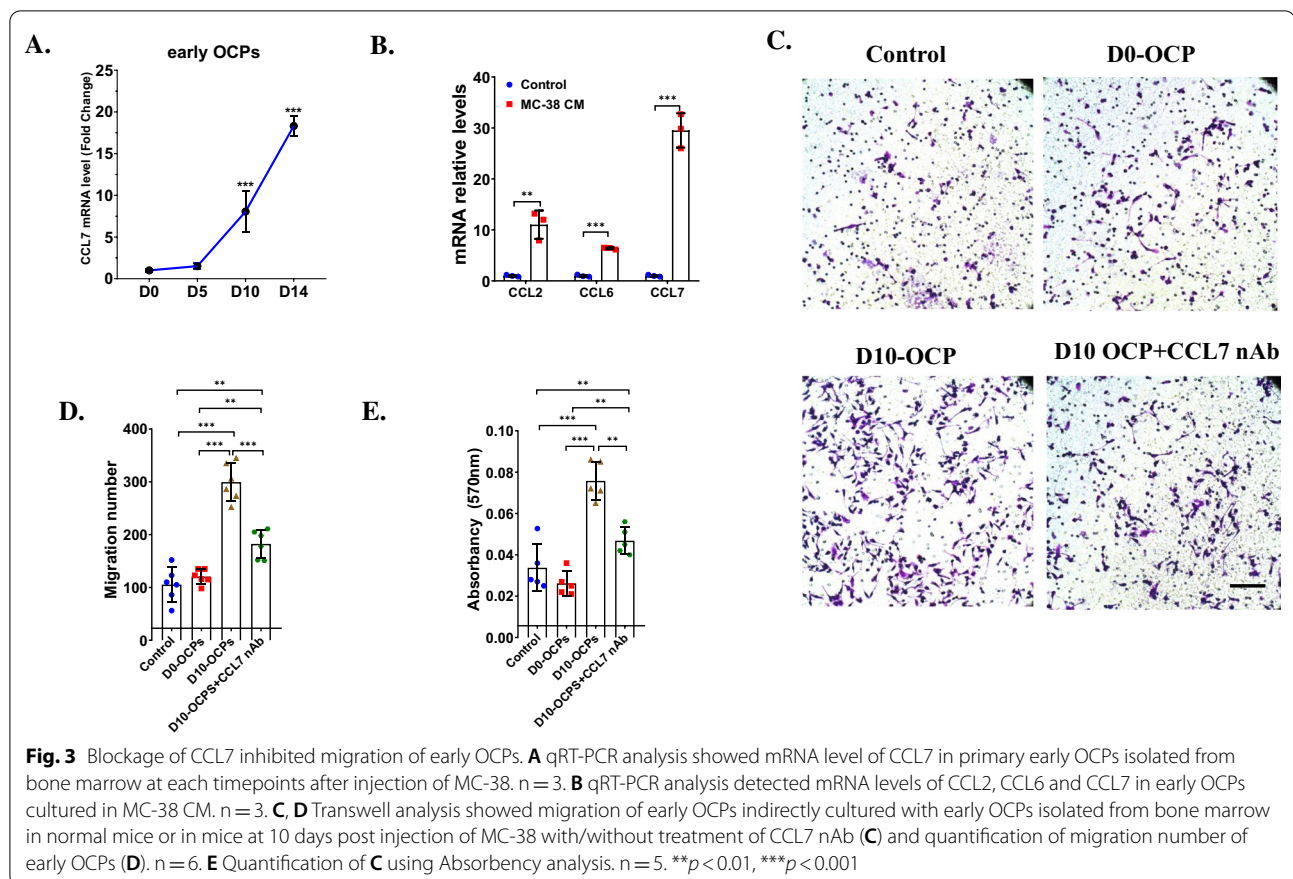 A.
early OCPs
CCL7 mRNA level (Fold Change)
25
20
15
10
5
0
D0 D5 D10 D14
***
***
B.
mRNA relative levels
40
30
20
10
0
Control
MC-38 CM
**
***
***
CCL2 CCL6 CCL7
C.
Control D0-OCP
D10-OCP D10 OCP+CCL7 nAb
D.
Migration number
400
300
200
100
0
**
**
***
*** ***
Control
D0-OCPs
D10-OCPs
D10-OCPS+CCL7 nAb
E.
Absorbancy (570nm)
0.10
0.08
0.06
0.04
0.02
0.00
**
**
***
*** **
Control
D0-OCPs
D10-OCPs
D10-OCPS+CCL7 nAb
Fig. 3 Blockage of CCL7 inhibited migration of early OCPs. A qRT-PCR analysis showed mRNA level of CCL7 in primary early OCPs isolated from
bone marrow at each timepoints after injection of MC-38. n = 3. B qRT-PCR analysis detected mRNA levels of CCL2, CCL6 and CCL7 in early OCPs
cultured in MC-38 CM. n = 3. C, D Transwell analysis showed migration of early OCPs indirectly cultured with early OCPs isolated from bone marrow
in normal mice or in mice at 10 days post injection of MC-38 with/without treatment of CCL7 nAb (C) and quantification of migration number of
early OCPs (D). n = 6. E Quantification of C using Absorbency analysis. n = 5. **p < 0.01, ***p < 0.001